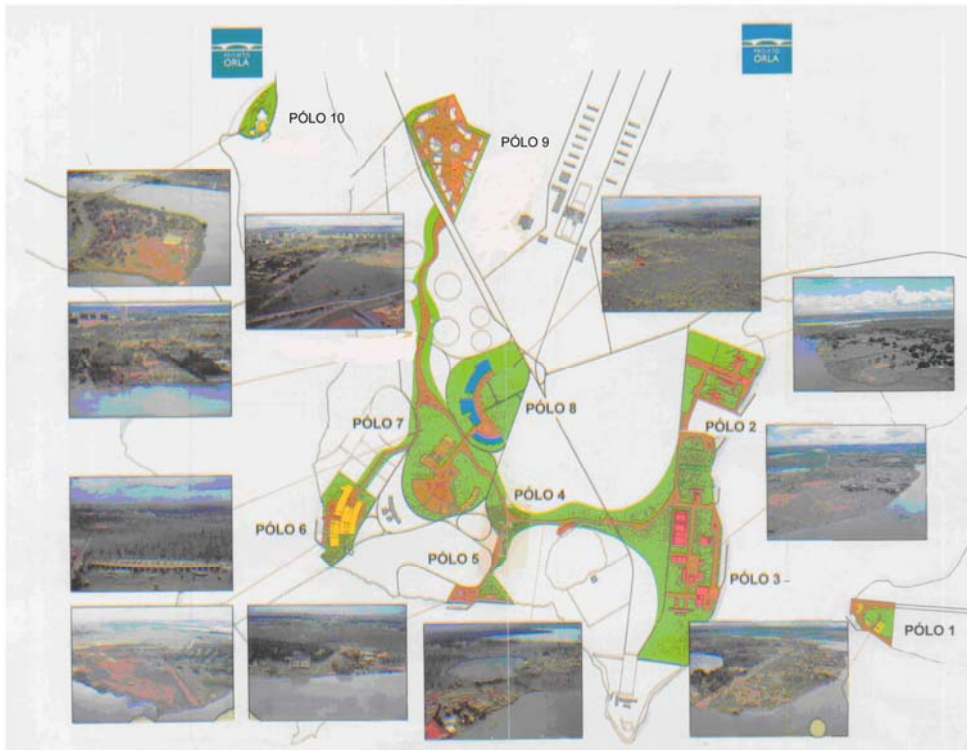 PROJETO
ORLA
PROJETO
ORLA
PÓLO 10
PÓLO 9
PÓLO 8
PÓLO 7
PÓLO 2
PÓLO 4
PÓLO 6
PÓLO 5
PÓLO 3
PÓLO 1